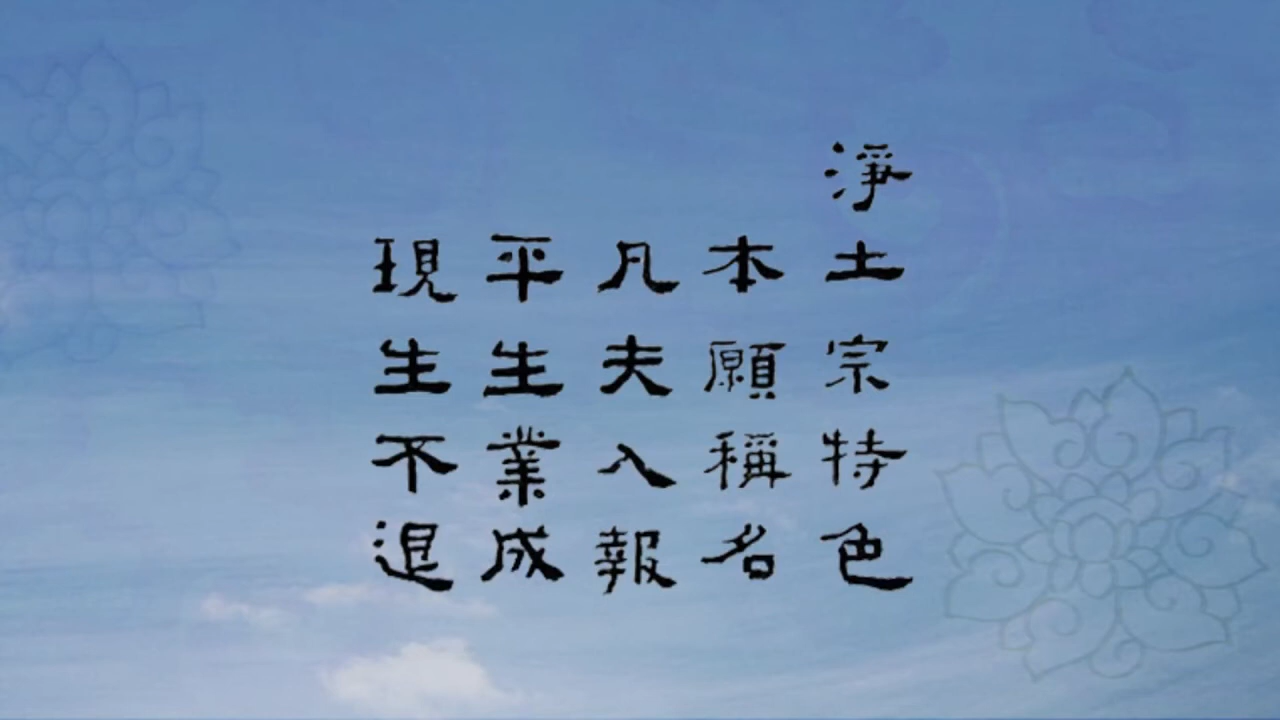 淨土宗特色
本願稱名
凡夫入報
平生業成
現生不退